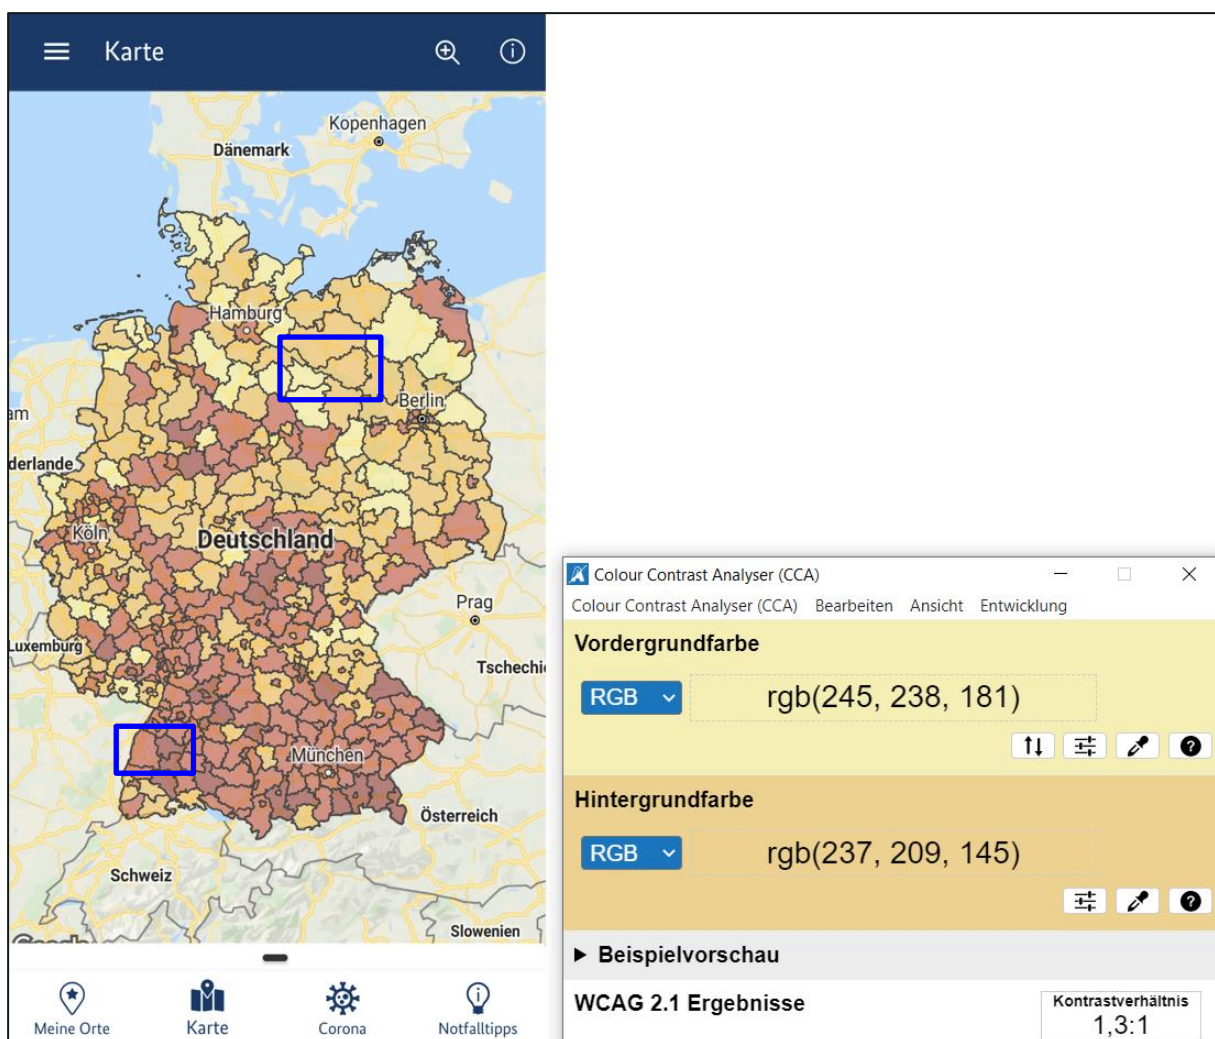 Karte
Kopenhagen
Dänemark
Hamburg
Berlin
am
derlande
Köln
Deutschland
Prag
Luxemburg
Tschechi
München
Österreich
Schweiz
Slowenien
Meine Orte
Karte
Corona
Notfalltipps
Colour Contrast Analyser (CCA)
Colour Contrast Analyser (CCA) Bearbeiten Ansicht Entwicklung
Vordergrundfarbe
RGB rgb(245, 238, 181)
Hintergrundfarbe
RGB rgb(237, 209, 145)
Beispielvorschau
WCAG 2.1 Ergebnisse
Kontrastverhältnis
1,3:1